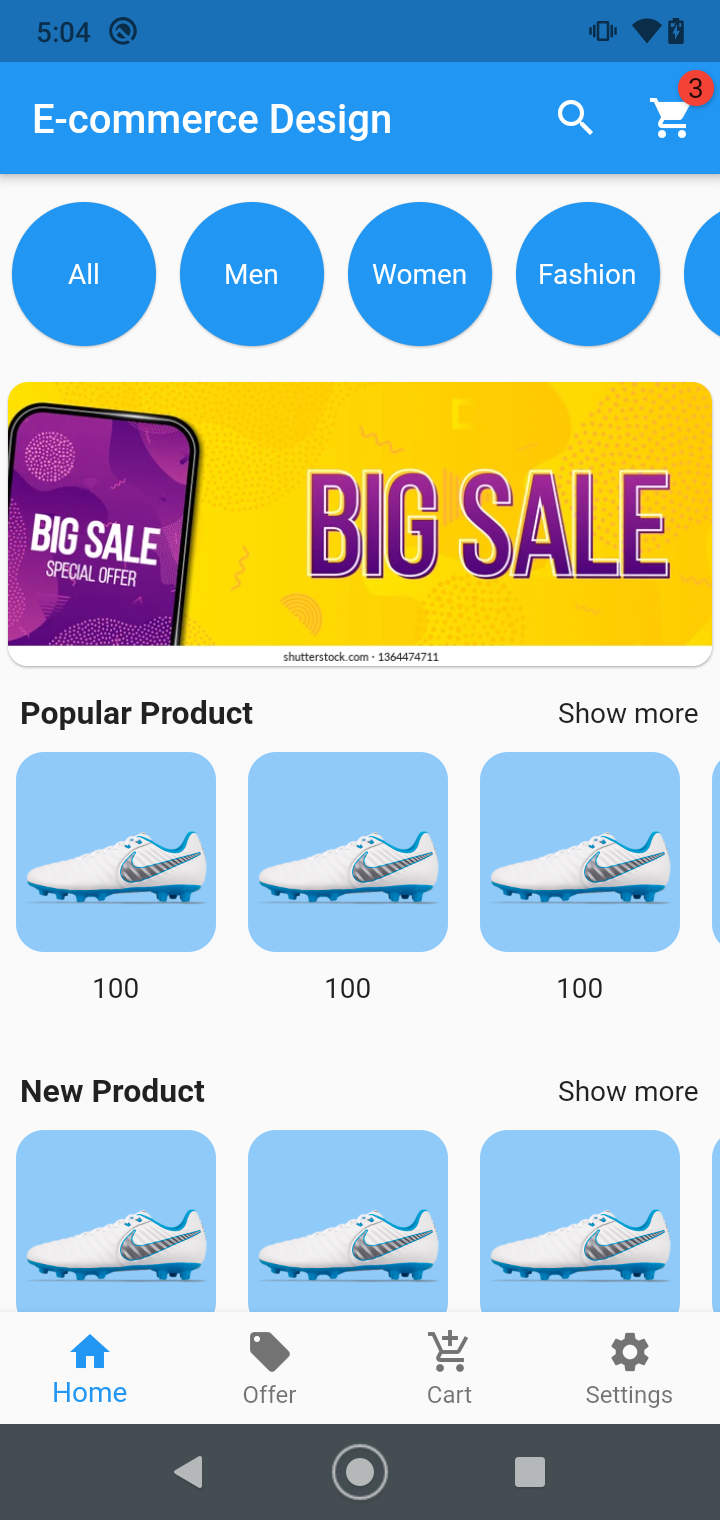 5:04
E-commerce Design
3
All
Men
Women
Fashion
BIG SALE
SPECIAL OFFER
BIG SALE
shutterstock.com · 1364474711
Popular Product
Show more
100
100
100
New Product
Show more
Home
Offer
Cart
Settings